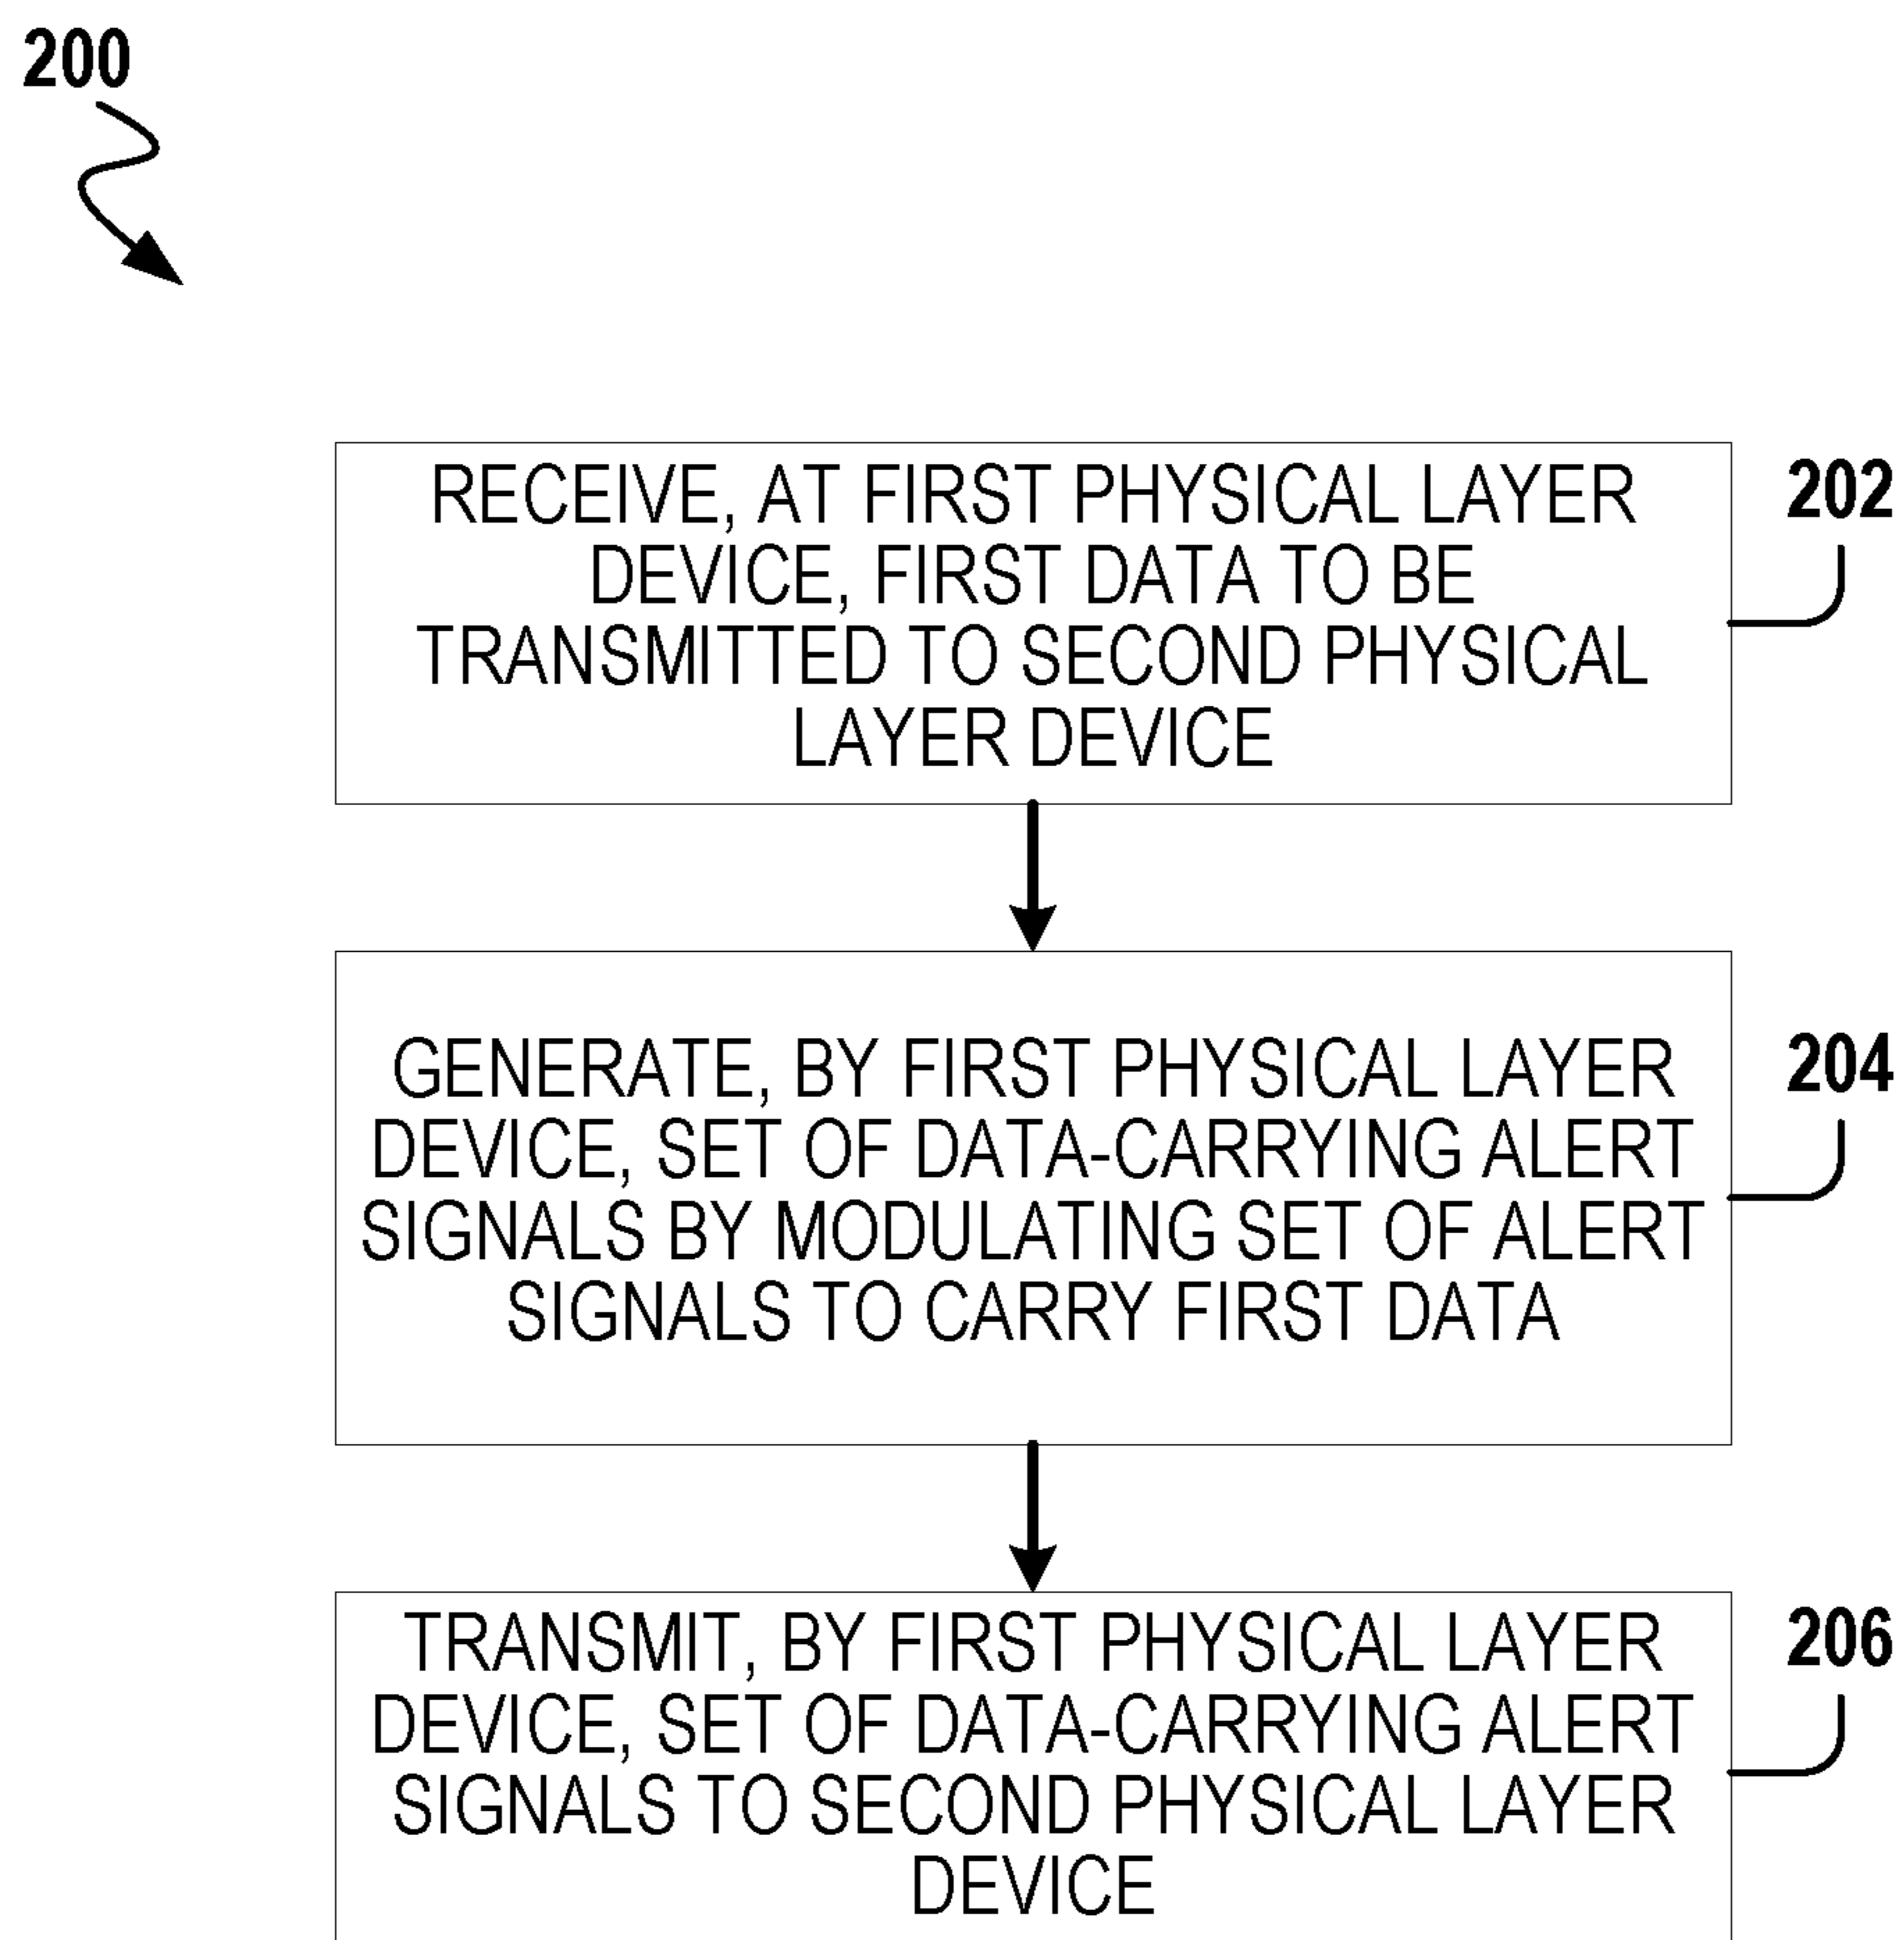 200
RECEIVE, AT FIRST PHYSICAL LAYER
DEVICE, FIRST DATA TO BE
TRANSMITTED TO SECOND PHYSICAL
LAYER DEVICE
202
GENERATE, BY FIRST PHYSICAL LAYER
DEVICE, SET OF DATA-CARRYING ALERT
SIGNALS BY MODULATING SET OF ALERT
SIGNALS TO CARRY FIRST DATA
204
TRANSMIT, BY FIRST PHYSICAL LAYER
DEVICE, SET OF DATA-CARRYING ALERT
SIGNALS TO SECOND PHYSICAL LAYER
DEVICE
206